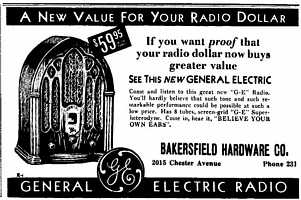 A NEW VALUE FOR YOUR RADIO DOLLAR
$59.95
If you want proof that
your radio dollar now buys
greater value
SEE THIS NEW GENERAL ELECTRIC
Come and listen to this great new "G-E" Radio.
You'll hardly believe that such tone and such re-
markable performance could be possible at such a
low price. Has 8 tubes, screen-grid "G-E" Super-
heterodyne. Come in, hear it, "BELIEVE YOUR
OWN EARS".
BAKERSFIELD HARDWARE CO.
2015 Chester Avenue Phone 231
GE
GENERAL ELECTRIC RADIO